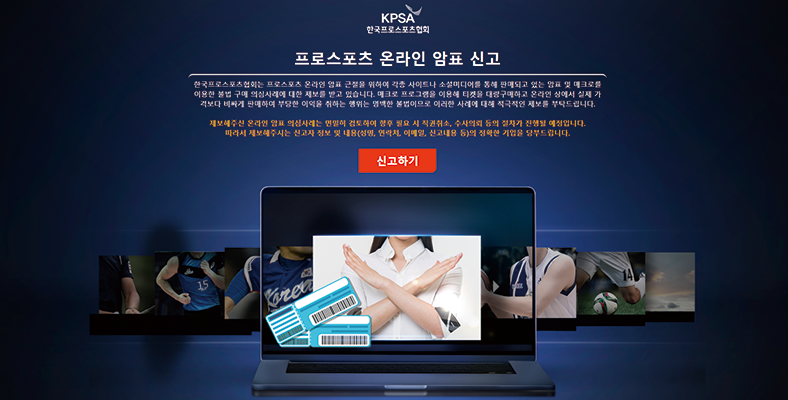 KPSA
한국프로스포츠협회
프로스포츠 온라인 암표 신고
한국프로스포츠협회는 프로스포츠 온라인 암표 근절을 위하여 각종 사이트나 소셜미디어를 통해 판매되고 있는 암표 및 매크로를
이용한 불법 구매 의심사례에 대한 제보를 받고 있습니다. 매크로 프로그램을 이용해 티켓을 대량구매하고 온라인 상에서 실제 가
격보다 비싸게 판매하여 부당한 이익을 취하는 행위는 명백한 불법이므로 이러한 사례에 대해 적극적인 제보를 부탁드립니다.
제보해주신 온라인 암표 의심사례는 면밀히 검토하여 향후 필요 시 직권취소, 수사의뢰 등의 절차가 진행될 예정입니다.
따라서 제보해주시는 신고자 정보 및 내용(성명, 연락처, 이메일, 신고내용 등)의 정확한 기입을 당부드립니다.
신고하기
15
Korea